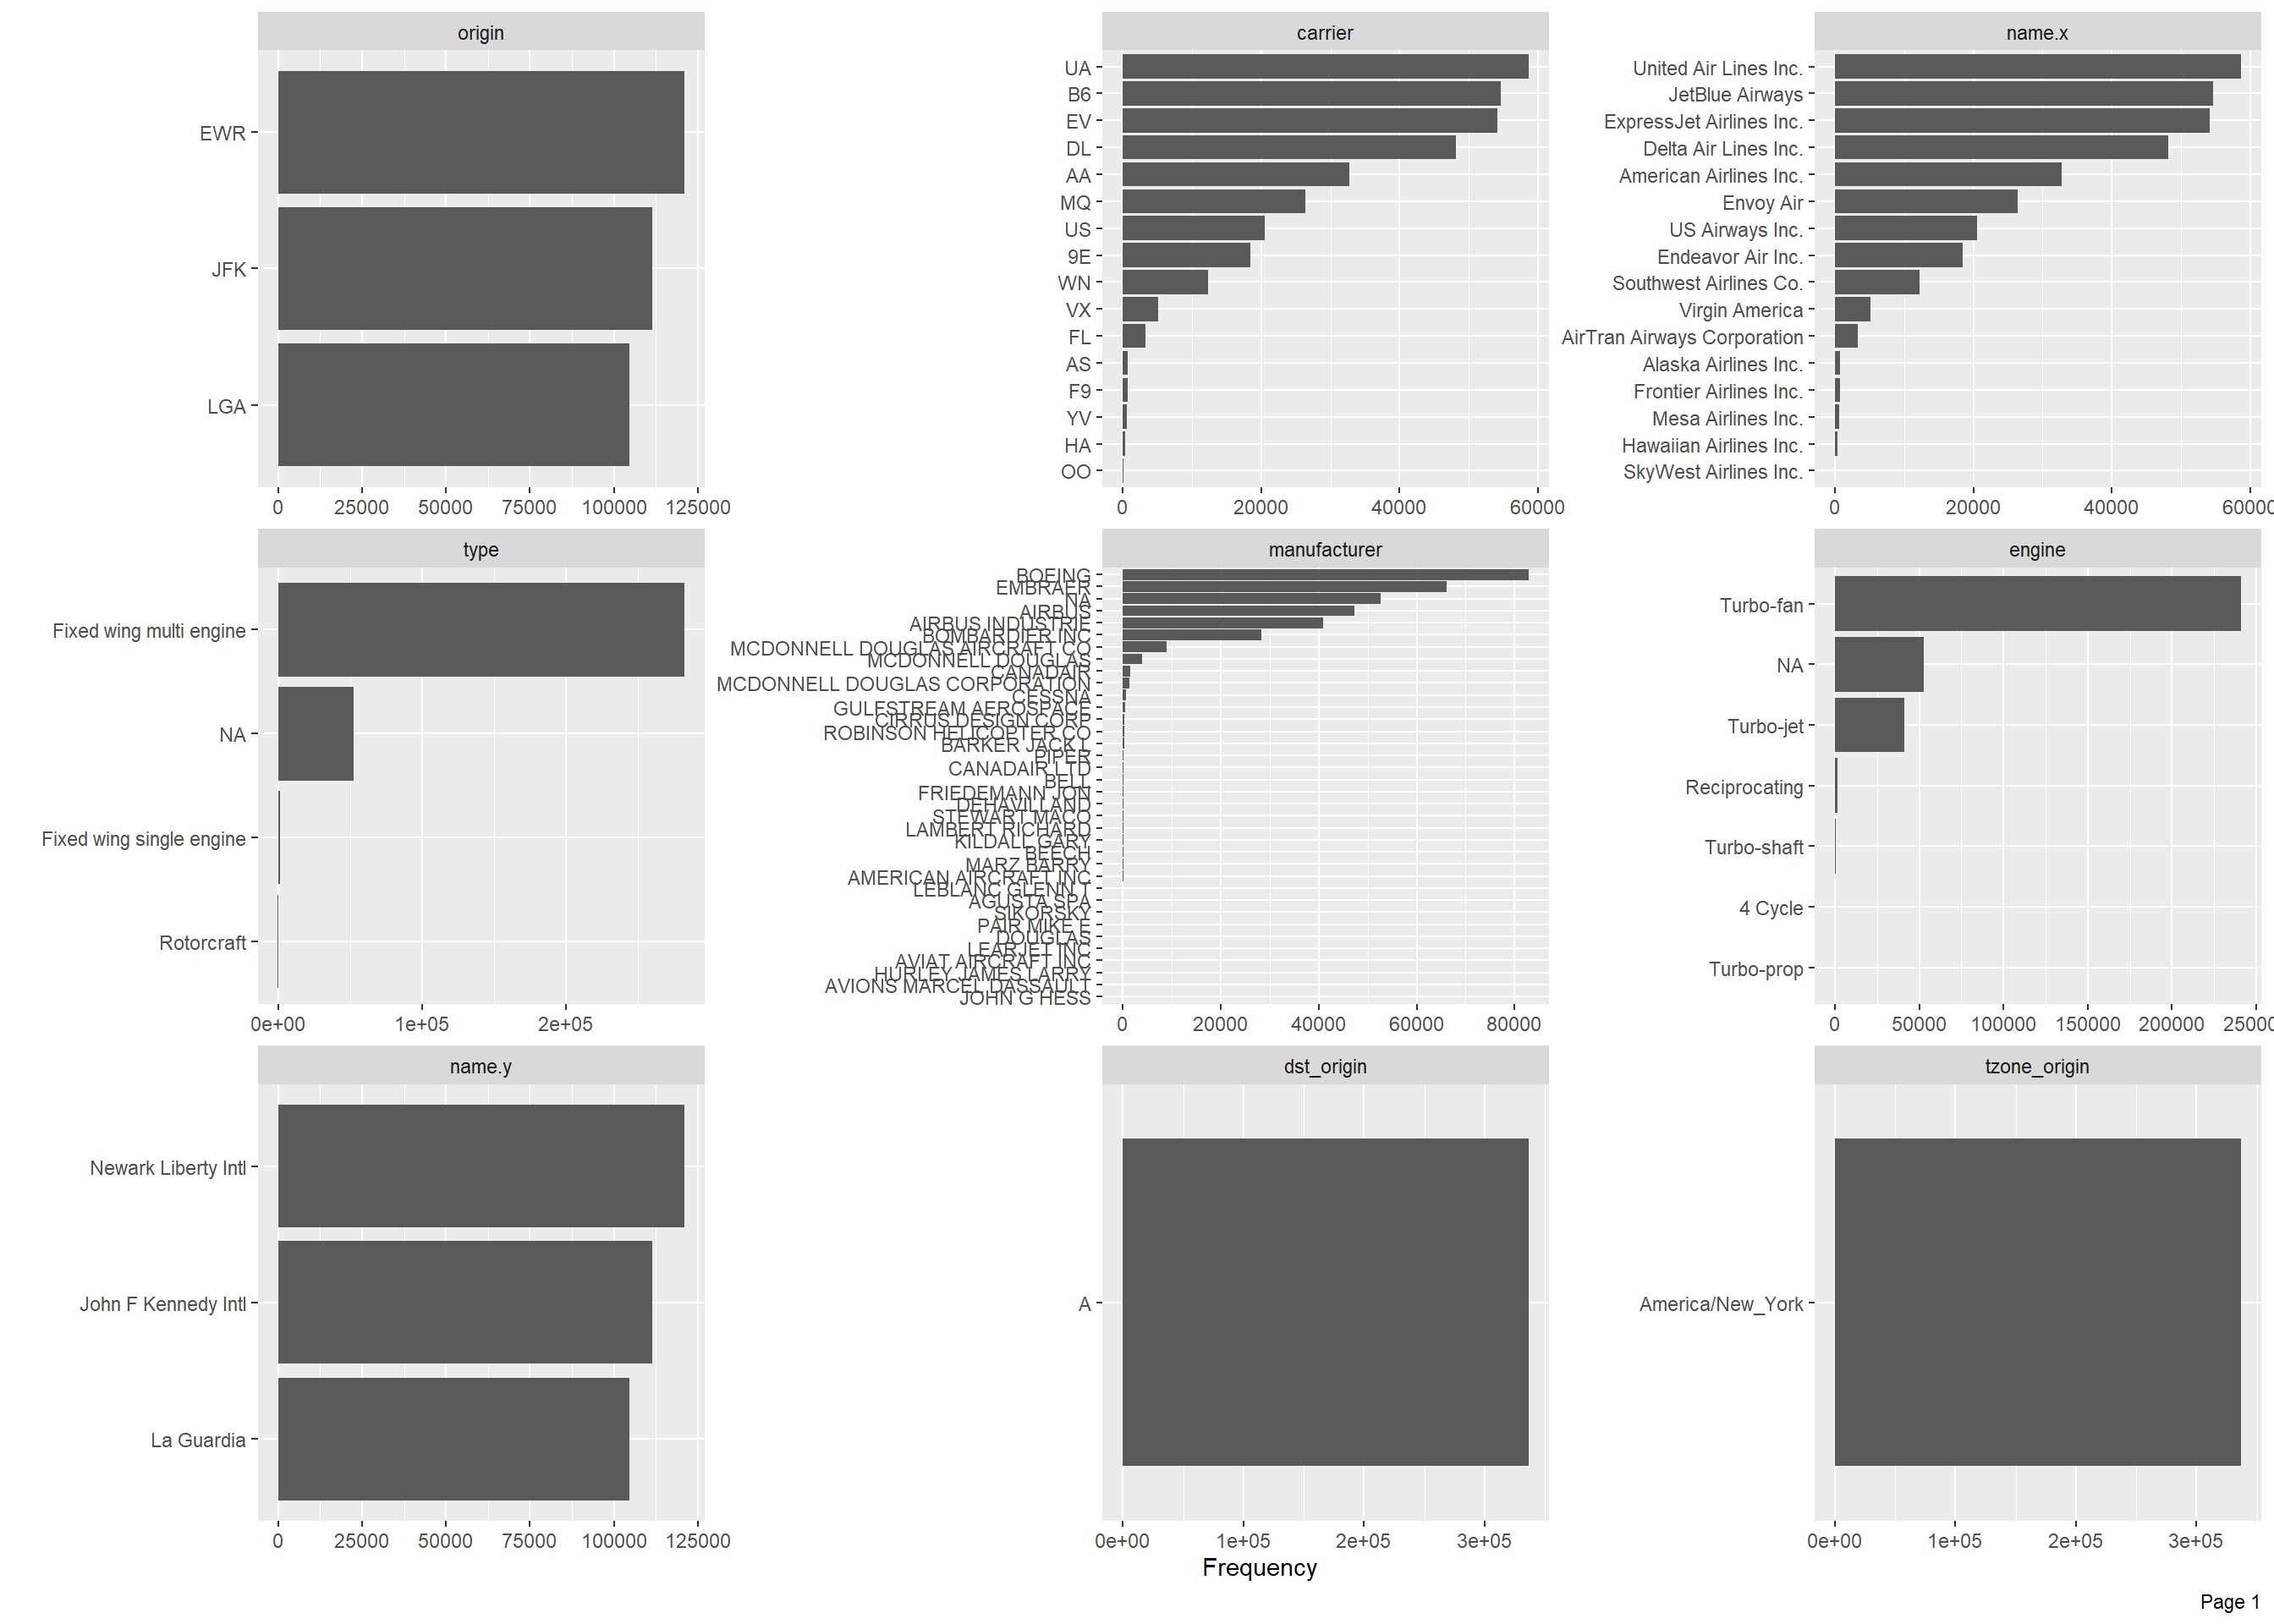 origin
EWR
JFK
LGA
0 25000 50000 75000 100000 125000
carrier
UA
B6
EV
DL
AA
MQ
US
9E
WN
VX
FL
AS
F9
YV
HA
OO
0 20000 40000 60000
name.x
United Air Lines Inc.
JetBlue Airways
ExpressJet Airlines Inc.
Delta Air Lines Inc.
American Airlines Inc.
Envoy Air
US Airways Inc.
Endeavor Air Inc.
Southwest Airlines Co.
Virgin America
AirTran Airways Corporation
Alaska Airlines Inc.
Frontier Airlines Inc.
Mesa Airlines Inc.
Hawaiian Airlines Inc.
SkyWest Airlines Inc.
0 20000 40000 60000
type
Fixed wing multi engine
NA
Fixed wing single engine
Rotorcraft
0e+00 1e+05 2e+05
manufacturer
BOEING
EMBRAER
NA
AIRBUS
AIRBUS INDUSTRIE
BOMBARDIER INC
MCDONNELL DOUGLAS AIRCRAFT CO
MCDONNELL DOUGLAS
CANADAIR
MCDONNELL DOUGLAS CORPORATION
CESSNA
GULFSTREAM AEROSPACE
CIRRUS DESIGN CORP
ROBINSON HELICOPTER CO
BARKER JACK L
PIPER
CANADAIR LTD
BELL
FRIEDEMANN JON
DEHAVILLAND
STEWART MACO
LAMBERT RICHARD
KILDALL GARY
BEECH
MARZ BARRY
AMERICAN AIRCRAFT INC
LEBLANC GLENN T
AGUSTA SPA
SIKORSKY
PAIR MIKE E
DOUGLAS
LEARJET INC
AVIAT AIRCRAFT INC
HURLEY JAMES LARRY
AVIONS MARCEL DASSAULT
JOHN G HESS
0 20000 40000 60000 80000
engine
Turbo-fan
NA
Turbo-jet
Reciprocating
Turbo-shaft
4 Cycle
Turbo-prop
0 50000 100000 150000 200000 25000
name.y
Newark Liberty Intl
John F Kennedy Intl
La Guardia
0 25000 50000 75000 100000 125000
dst_origin
A
0e+00 1e+05 2e+05 3e+05
tzone_origin
America/New_York
0e+00 1e+05 2e+05 3e+05
Frequency
Page 1